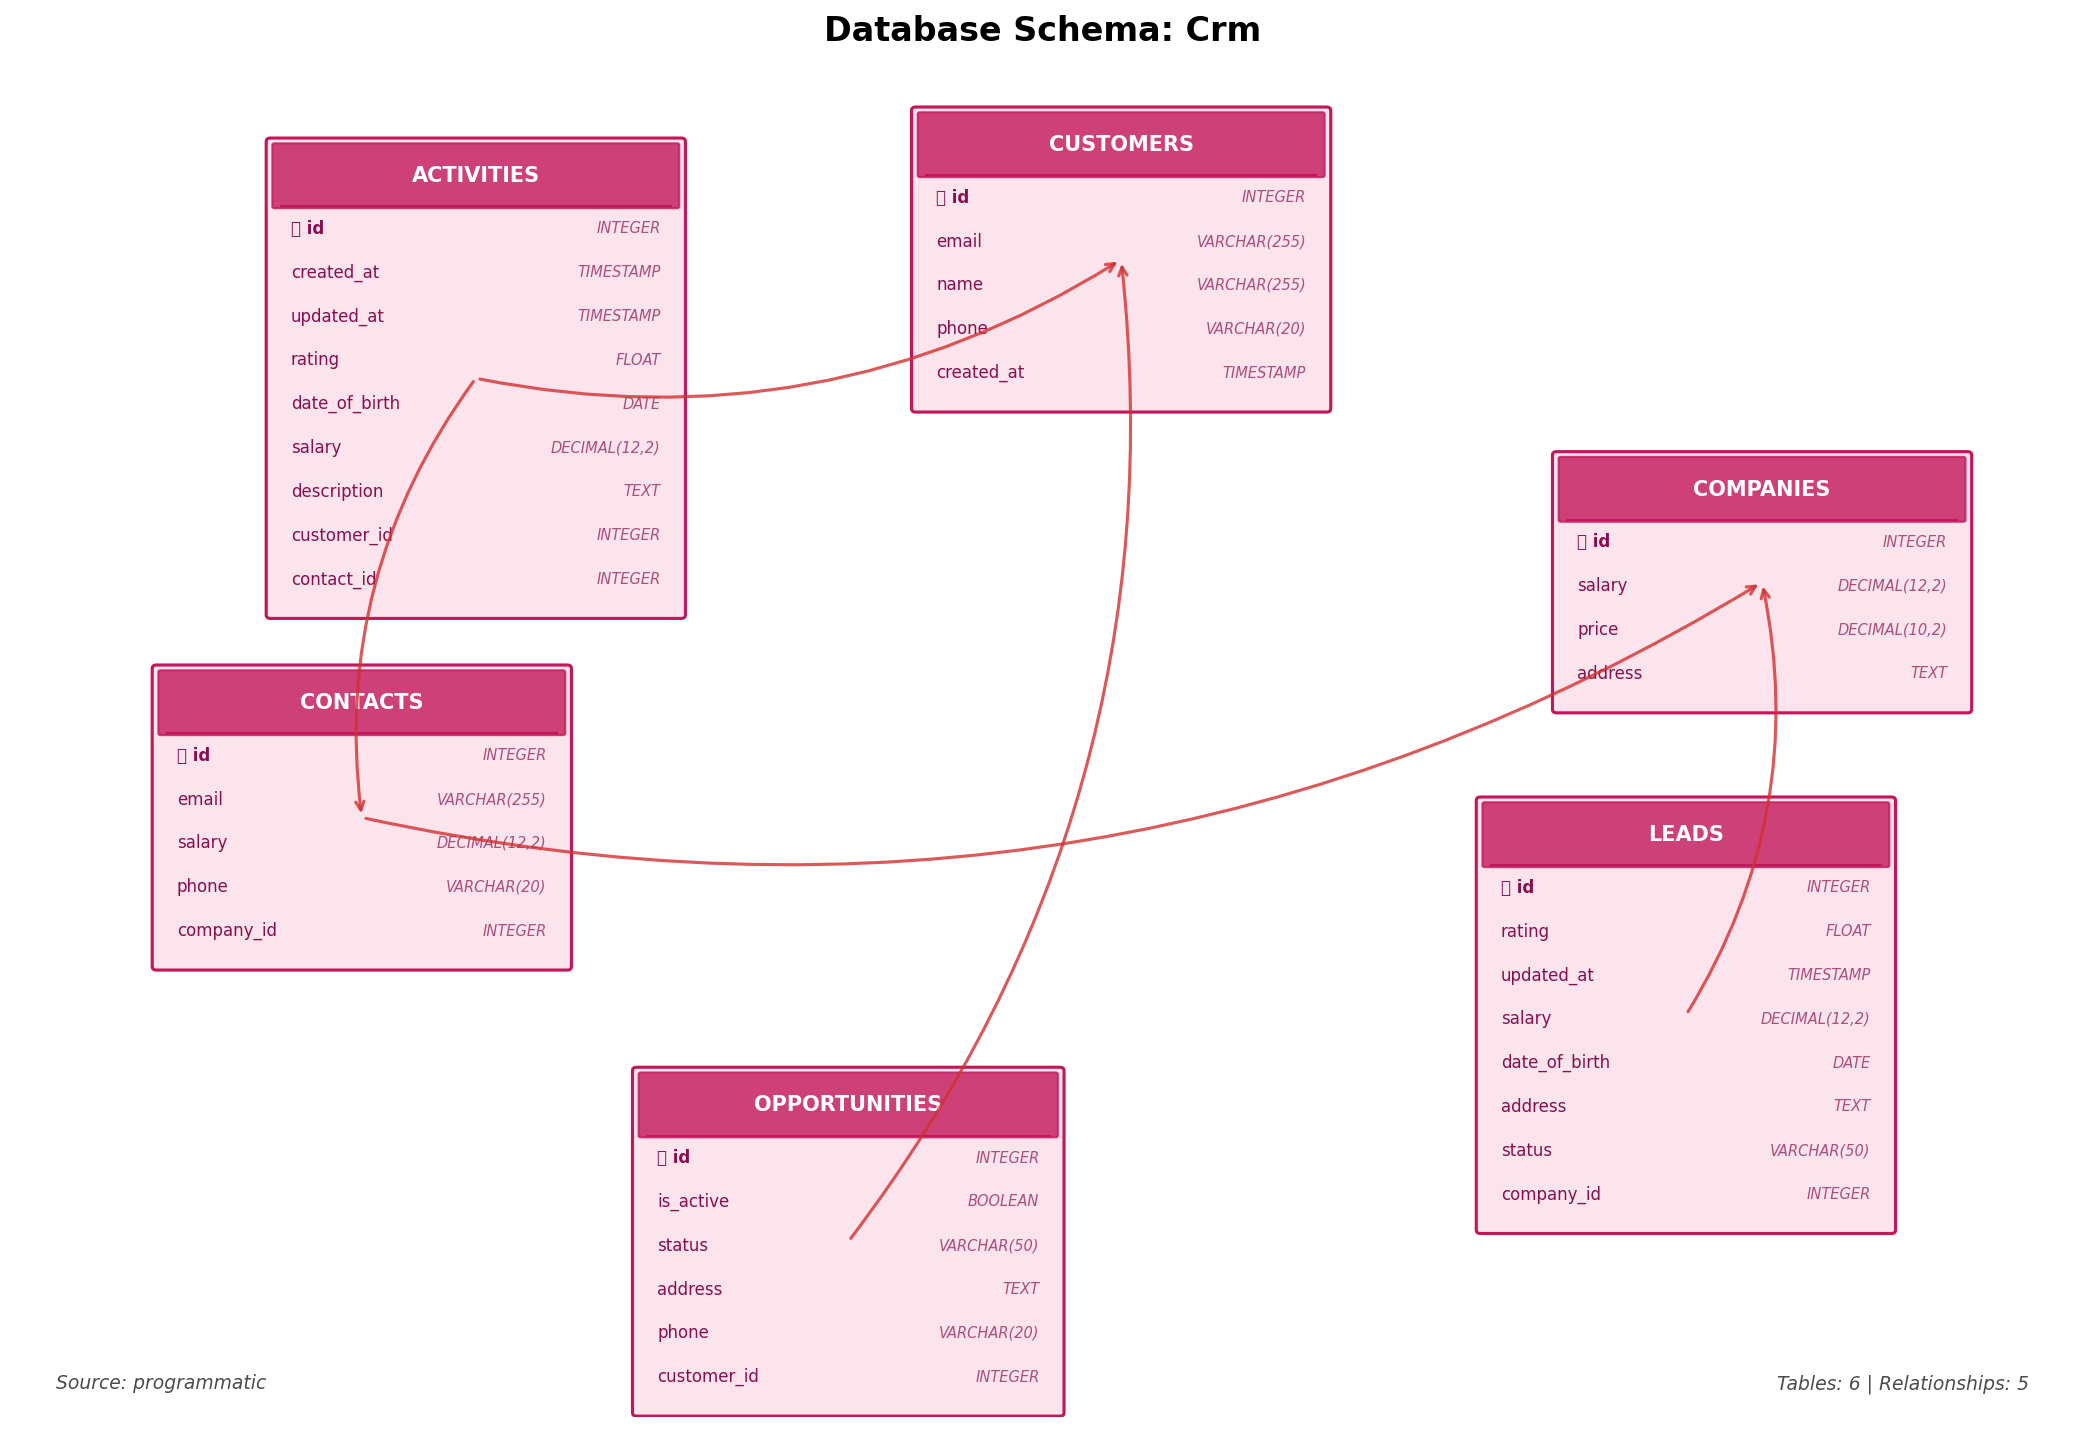 Database Schema: Crm
ACTIVITIES
id INTEGER
created_at TIMESTAMP
updated_at TIMESTAMP
rating FLOAT
date_of_birth DATE
salary DECIMAL(12,2)
description TEXT
customer_id INTEGER
contact_id INTEGER
CUSTOMERS
id INTEGER
email VARCHAR(255)
name VARCHAR(255)
phone VARCHAR(20)
created_at TIMESTAMP
COMPANIES
id INTEGER
salary DECIMAL(12,2)
price DECIMAL(10,2)
address TEXT
CONTACTS
id INTEGER
email VARCHAR(255)
salary DECIMAL(12,2)
phone VARCHAR(20)
company_id INTEGER
LEADS
id INTEGER
rating FLOAT
updated_at TIMESTAMP
salary DECIMAL(12,2)
date_of_birth DATE
address TEXT
status VARCHAR(50)
company_id INTEGER
OPPORTUNITIES
id INTEGER
is_active BOOLEAN
status VARCHAR(50)
address TEXT
phone VARCHAR(20)
customer_id INTEGER
Source: programmatic
Tables: 6 | Relationships: 5